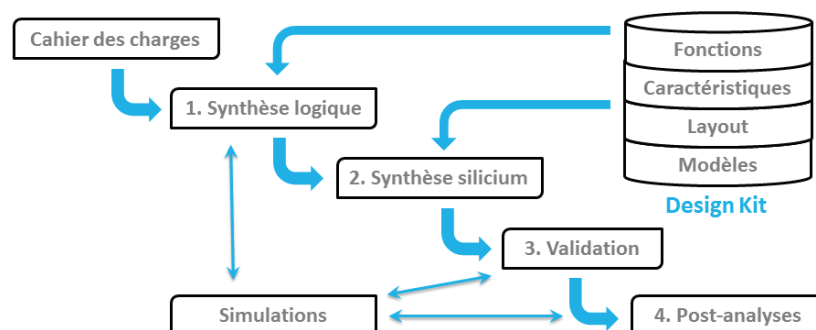 Cahier des charges
Fonctions
Caractéristiques
1. Synthèse logique
Layout
Modèles
2. Synthèse silicium
Design Kit
3. Validation
Simulations
4. Post-analyses